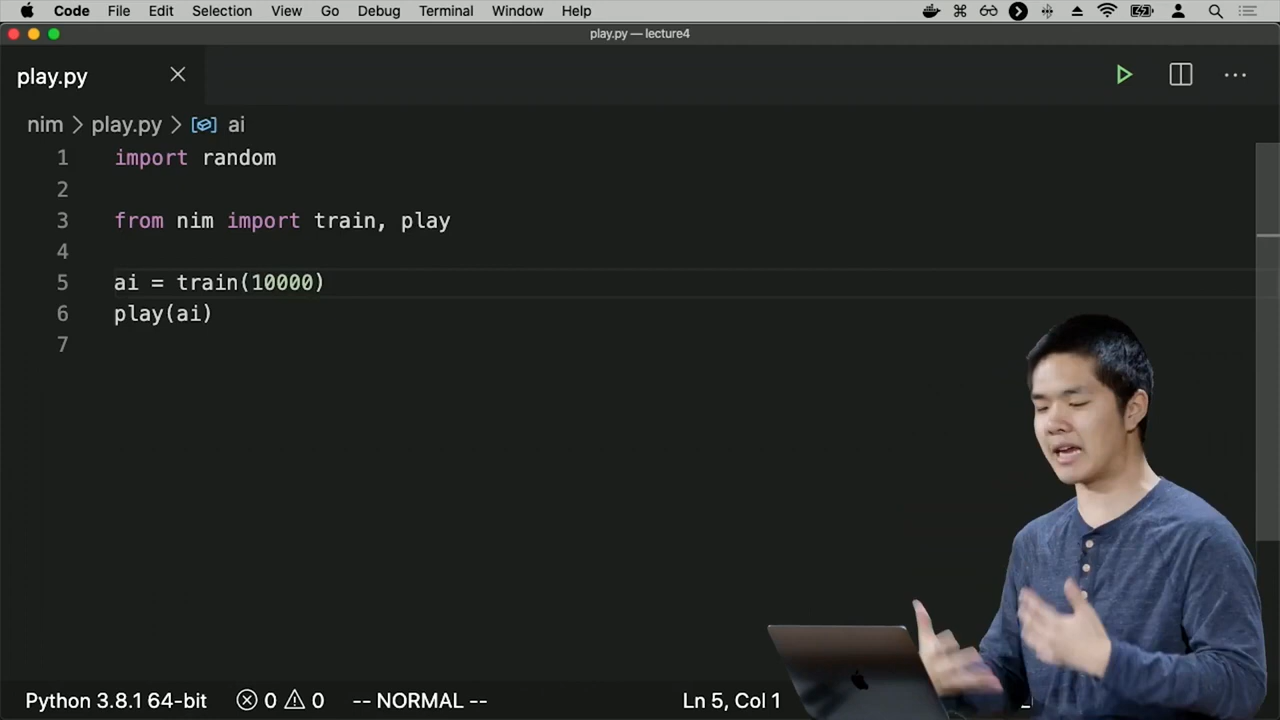 Code File Edit Selection View Go Debug Terminal Window Help
play.py — lecture4
play.py
nim > play.py > ai
1 import random
2
3 from nim import train, play
4
5 ai = train(10000)
6 play(ai)
7
Python 3.8.1 64-bit 0 0 -- NORMAL -- Ln 5, Col 1